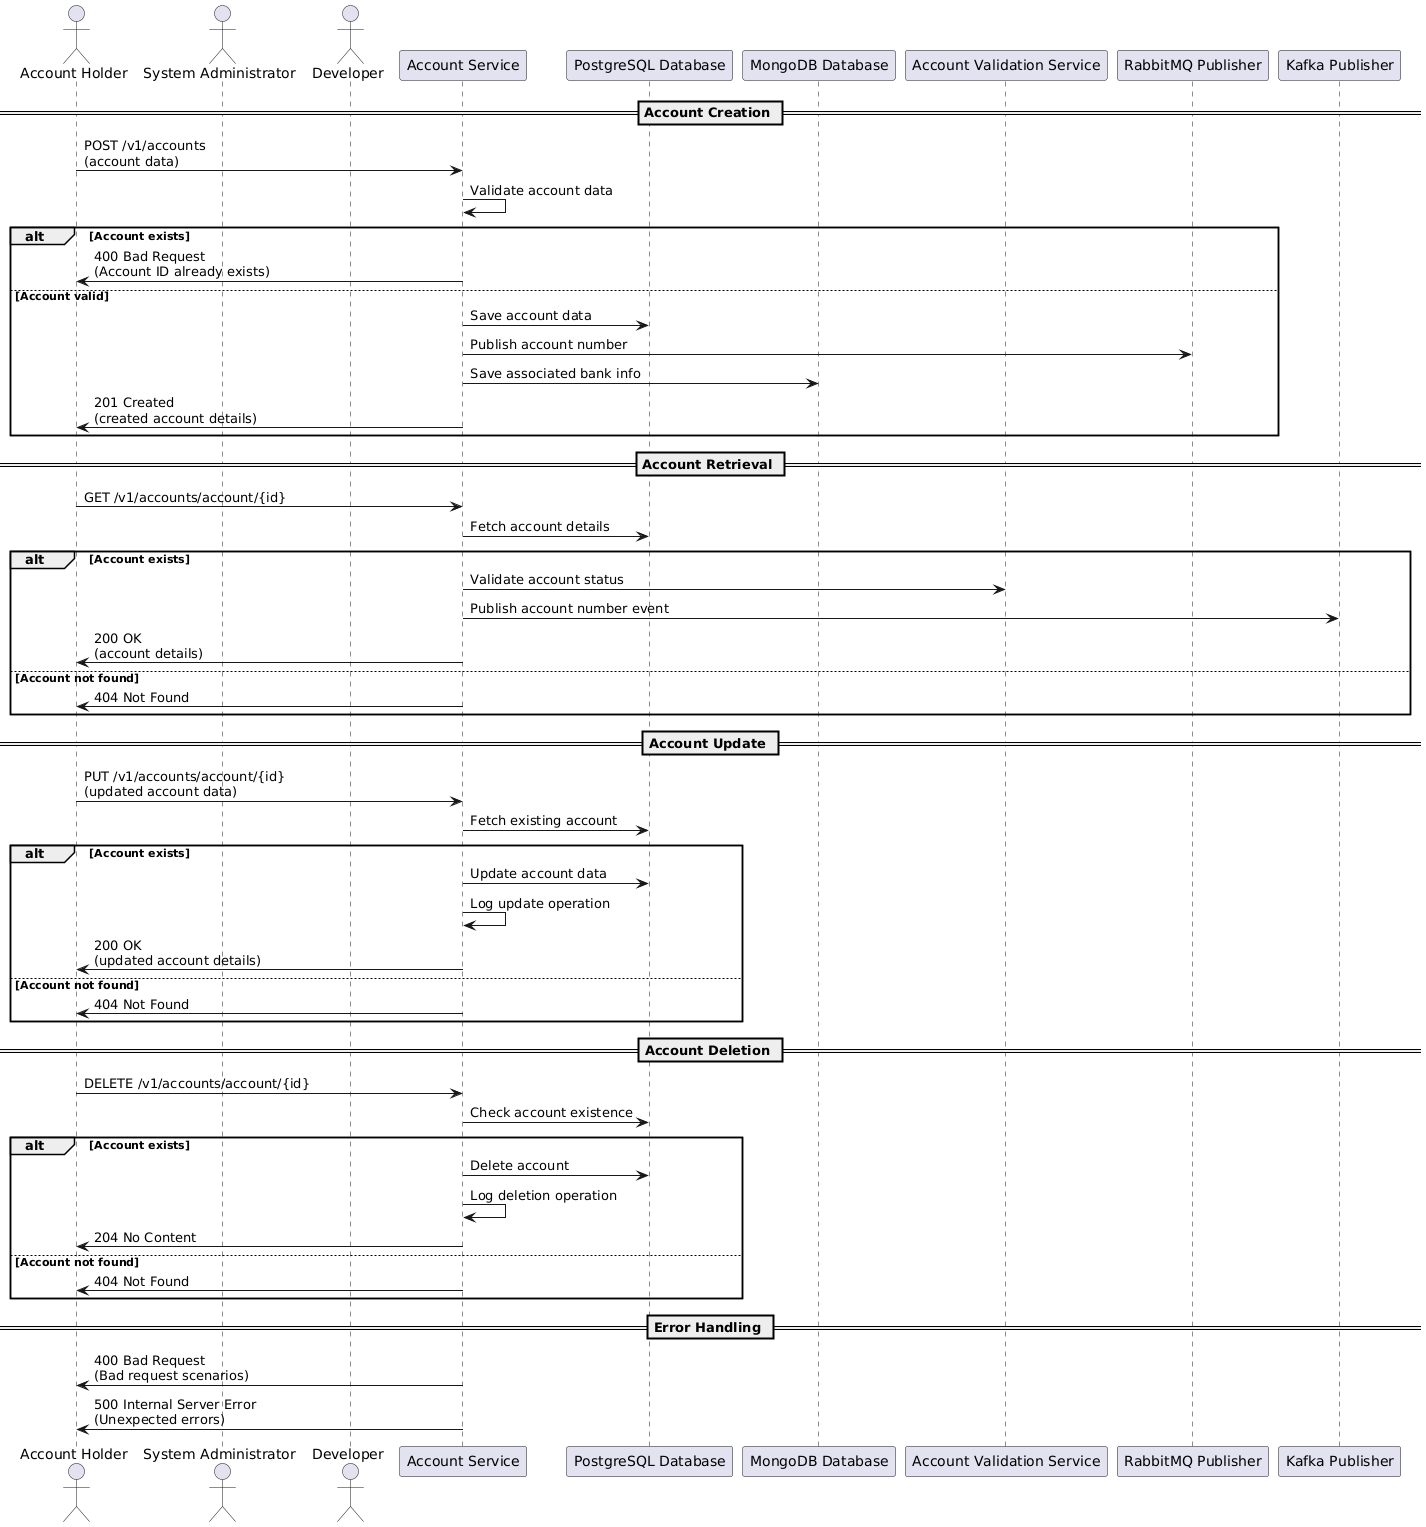 Account Holder
System Administrator
Developer
Account Service
PostgreSQL Database
MongoDB Database
Account Validation Service
RabbitMQ Publisher
Kafka Publisher
Account Creation
POST /v1/accounts
(account data)
Validate account data
alt
[Account exists]
400 Bad Request
(Account ID already exists)
[Account valid]
Save account data
Publish account number
Save associated bank info
201 Created
(created account details)
Account Retrieval
GET /v1/accounts/account/{id}
Fetch account details
alt
[Account exists]
Validate account status
Publish account number event
200 OK
(account details)
[Account not found]
404 Not Found
Account Update
PUT /v1/accounts/account/{id}
(updated account data)
Fetch existing account
alt
[Account exists]
Update account data
Log update operation
200 OK
(updated account details)
[Account not found]
404 Not Found
Account Deletion
DELETE /v1/accounts/account/{id}
Check account existence
alt
[Account exists]
Delete account
Log deletion operation
204 No Content
[Account not found]
404 Not Found
Error Handling
400 Bad Request
(Bad request scenarios)
500 Internal Server Error
(Unexpected errors)
Account Holder
System Administrator
Developer
Account Service
PostgreSQL Database
MongoDB Database
Account Validation Service
RabbitMQ Publisher
Kafka Publisher